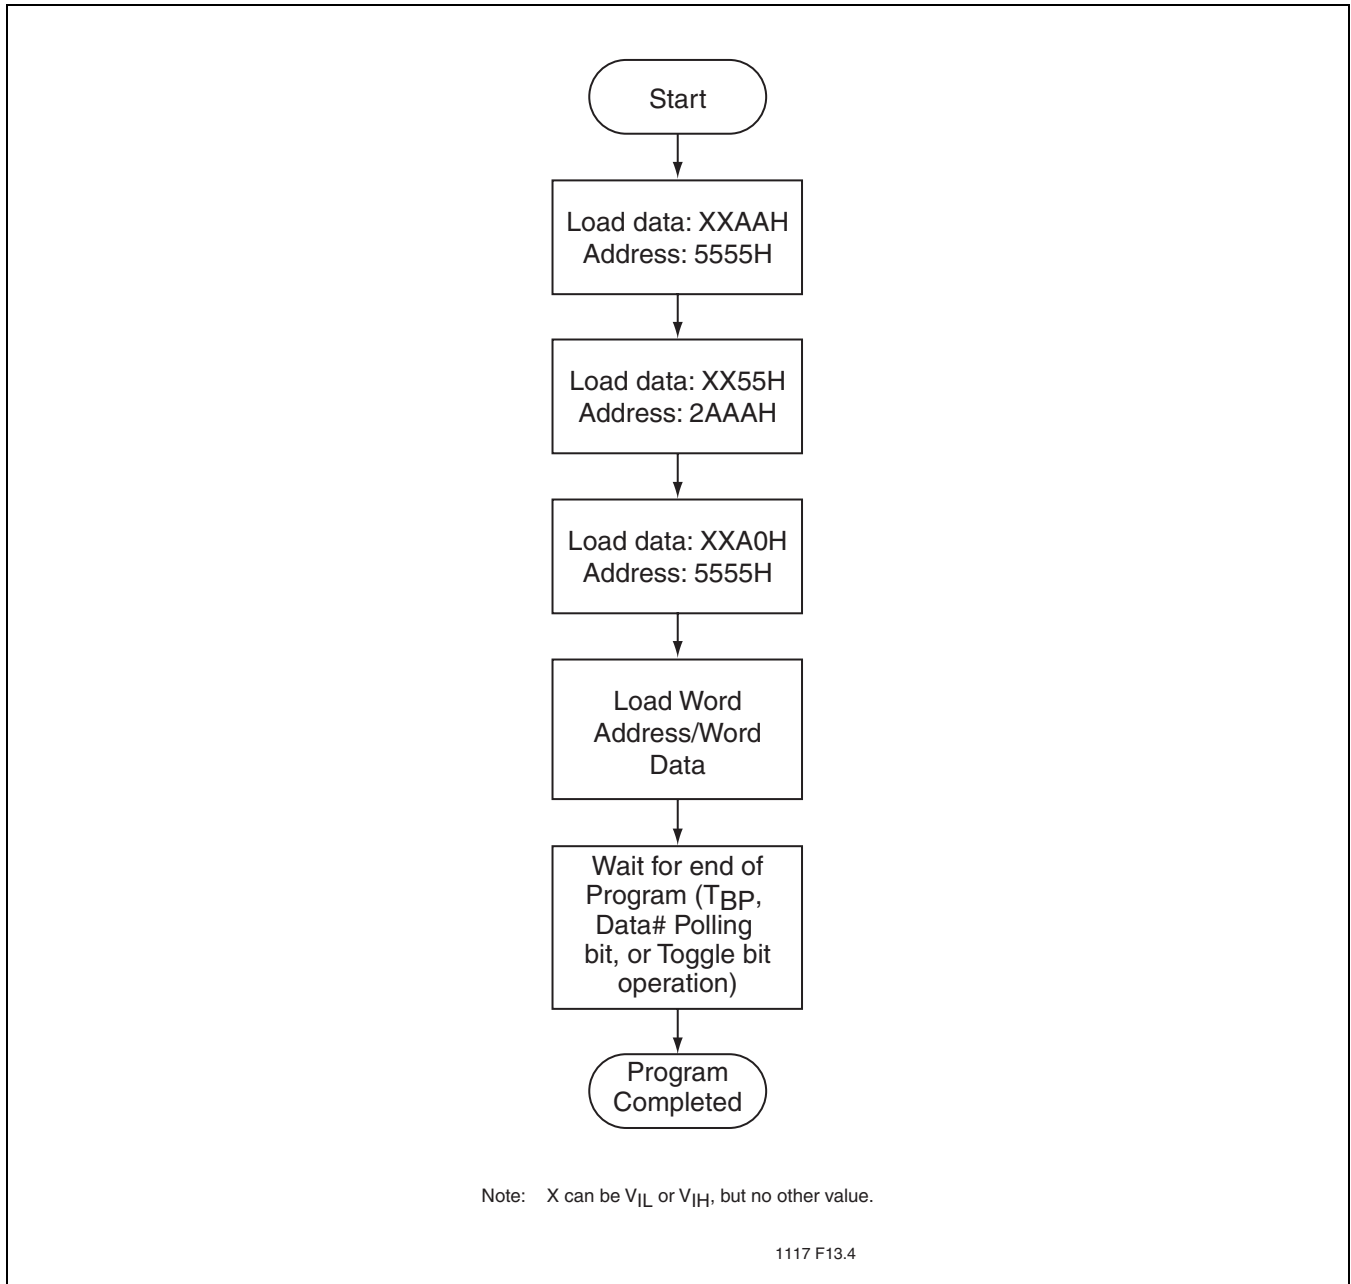 Start
Load data: XXAAH
Address: 5555H
Load data: XX55H
Address: 2AAAH
Load data: XXA0H
Address: 5555H
Load Word
Address/Word
Data
Wait for end of
Program (TBP,
Data# Polling
bit, or Toggle bit
operation)
Program
Completed
Note: X can be VIL or VIH, but no other value.
1117 F13.4